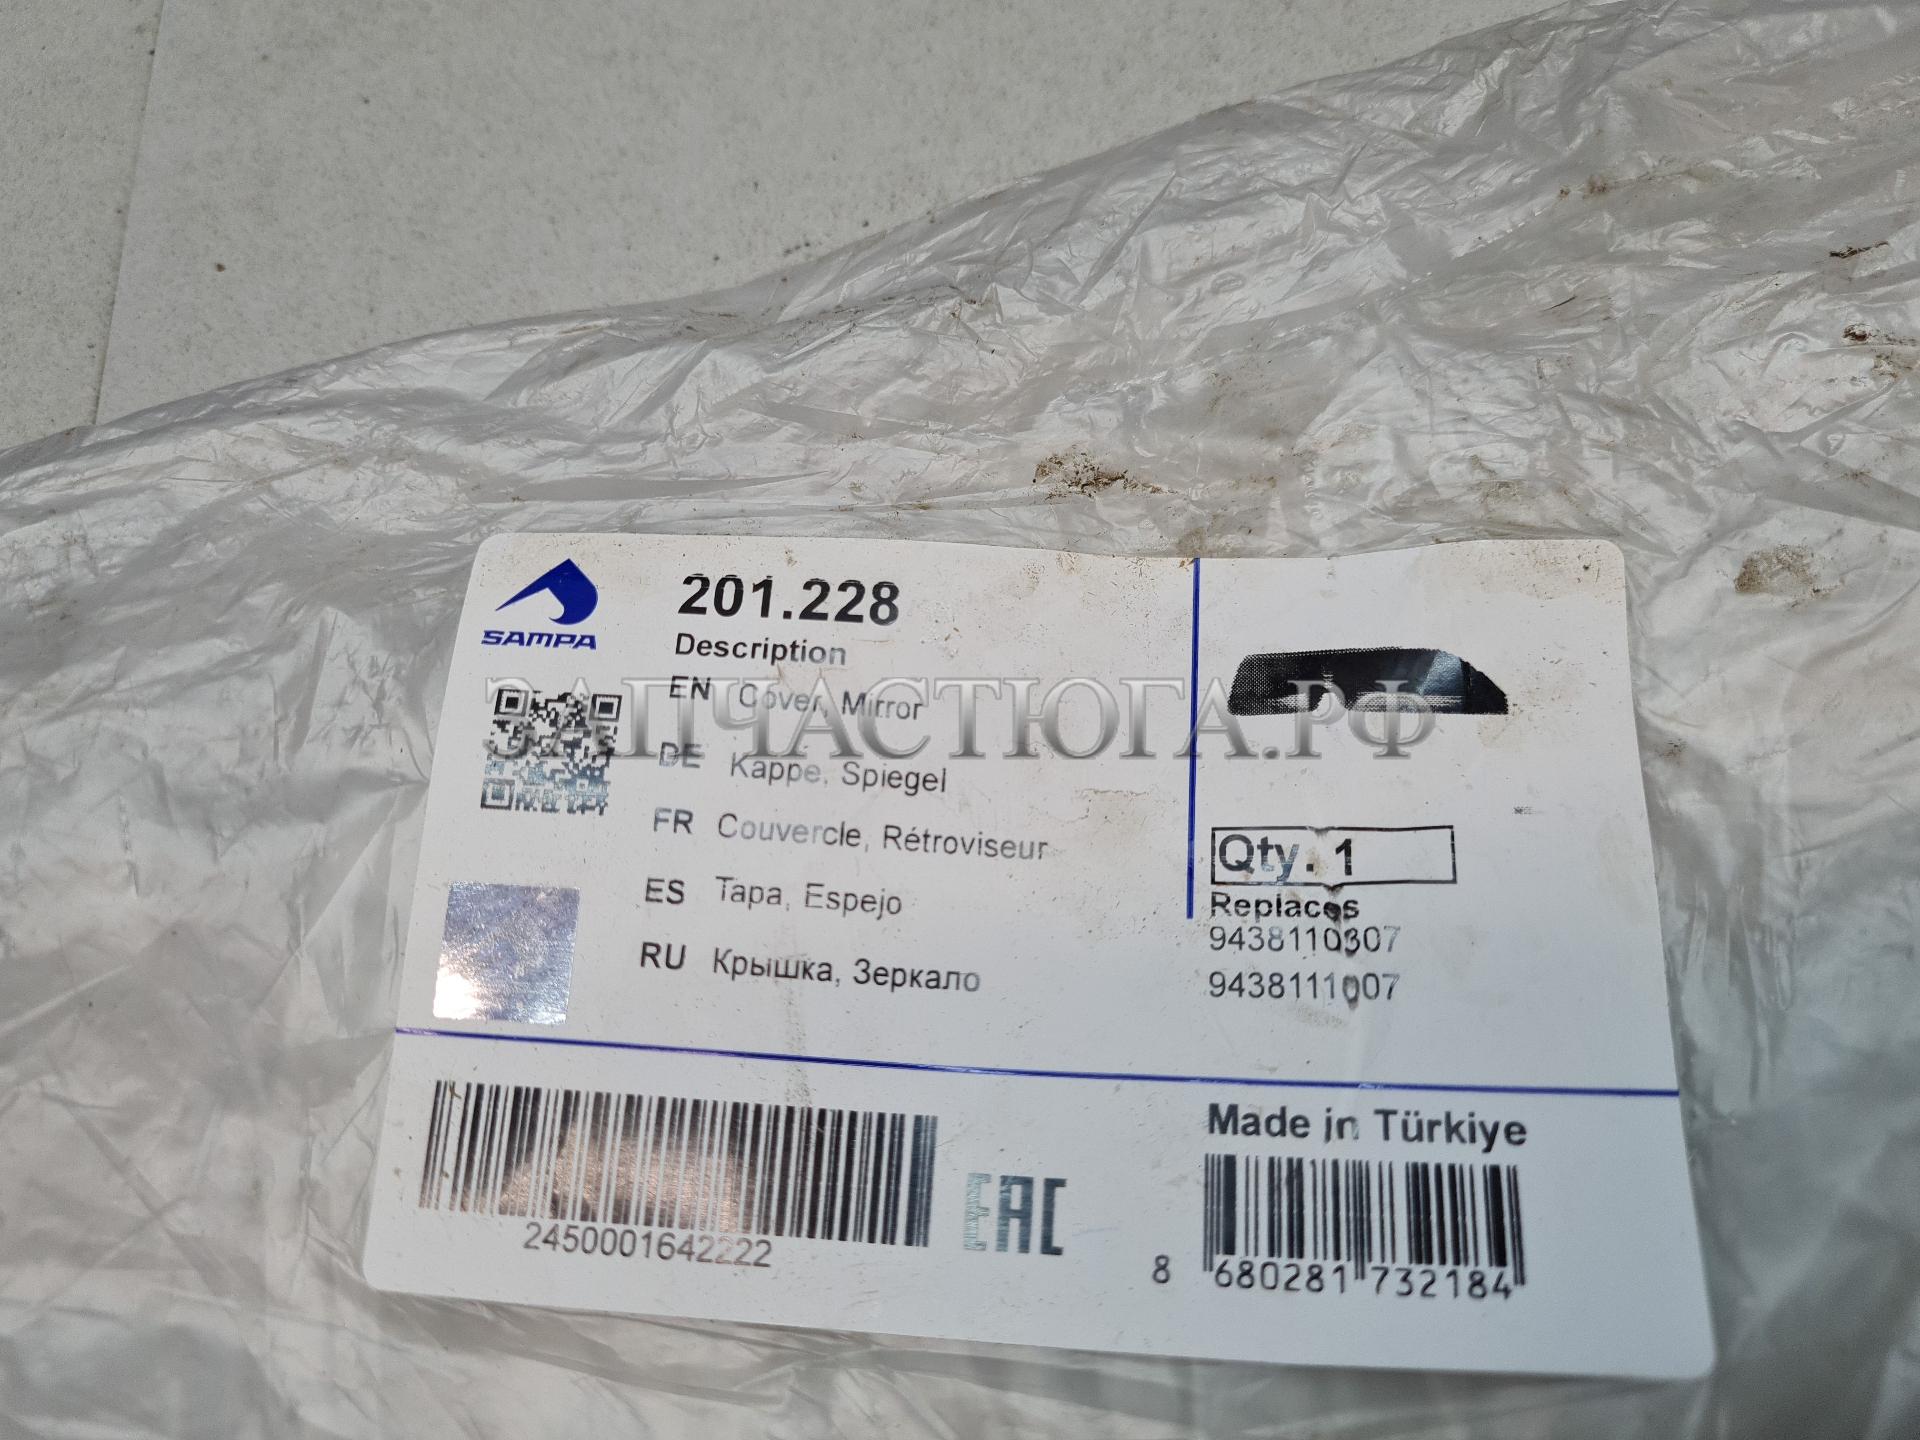 SAMPA
201.228
Description
EN Cover, Mirror
DE Kappe, Spiegel
FR Couvercle, Rétroviseur
ES Tapa, Espejo
RU Крышка, Зеркало
ЗАПЧАСТЮГА.РФ
Qty. 1
Replaces
9438110307
9438111007
2450001642222
EAC
Made in Türkiye
8 680281 732184